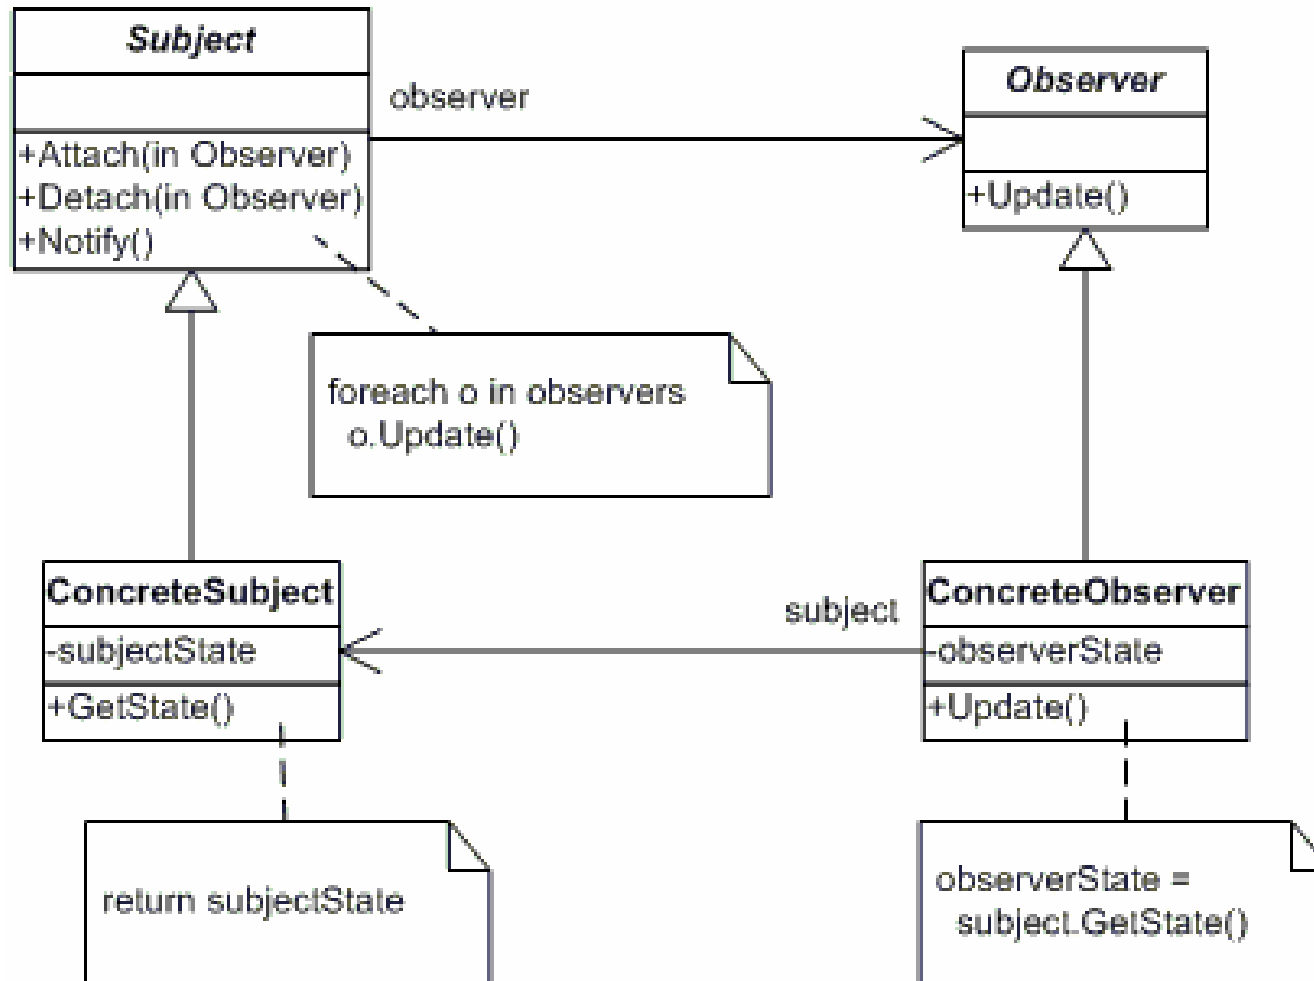 Subject
+Attach(in Observer)
+Detach(in Observer)
+Notify()
observer
Observer
+Update()
foreach o in observers
o.Update()
ConcreteSubject
-subjectState
+GetState()
subject
ConcreteObserver
-observerState
+Update()
return subjectState
observerState =
subject.GetState()